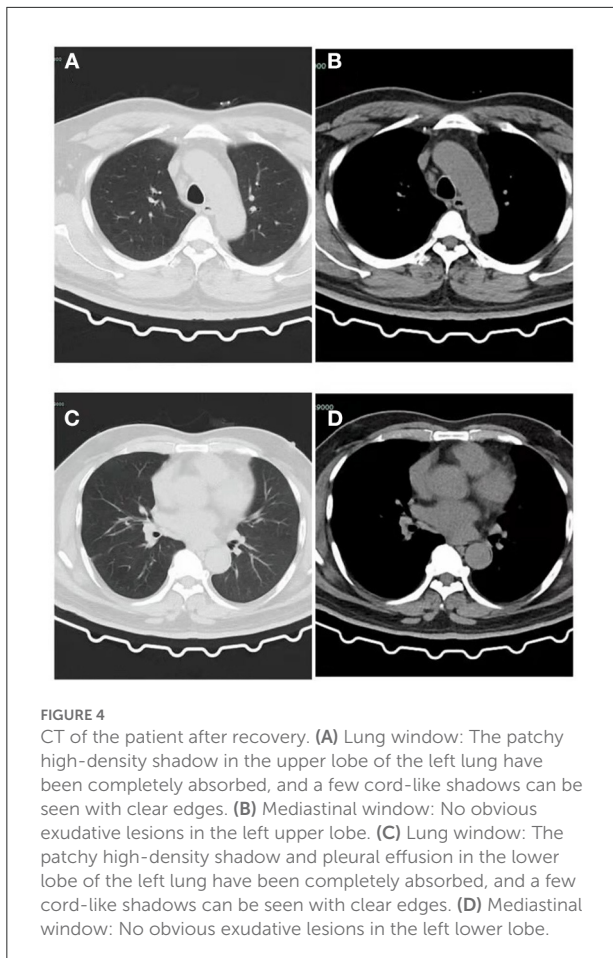 A
B
C
D
FIGURE 4
CT of the patient after recovery. (A) Lung window: The patchy
high-density shadow in the upper lobe of the left lung have
been completely absorbed, and a few cord-like shadows can be
seen with clear edges. (B) Mediastinal window: No obvious
exudative lesions in the left upper lobe. (C) Lung window: The
patchy high-density shadow and pleural effusion in the lower
lobe of the left lung have been completely absorbed, and a few
cord-like shadows can be seen with clear edges. (D) Mediastinal
window: No obvious exudative lesions in the left lower lobe.